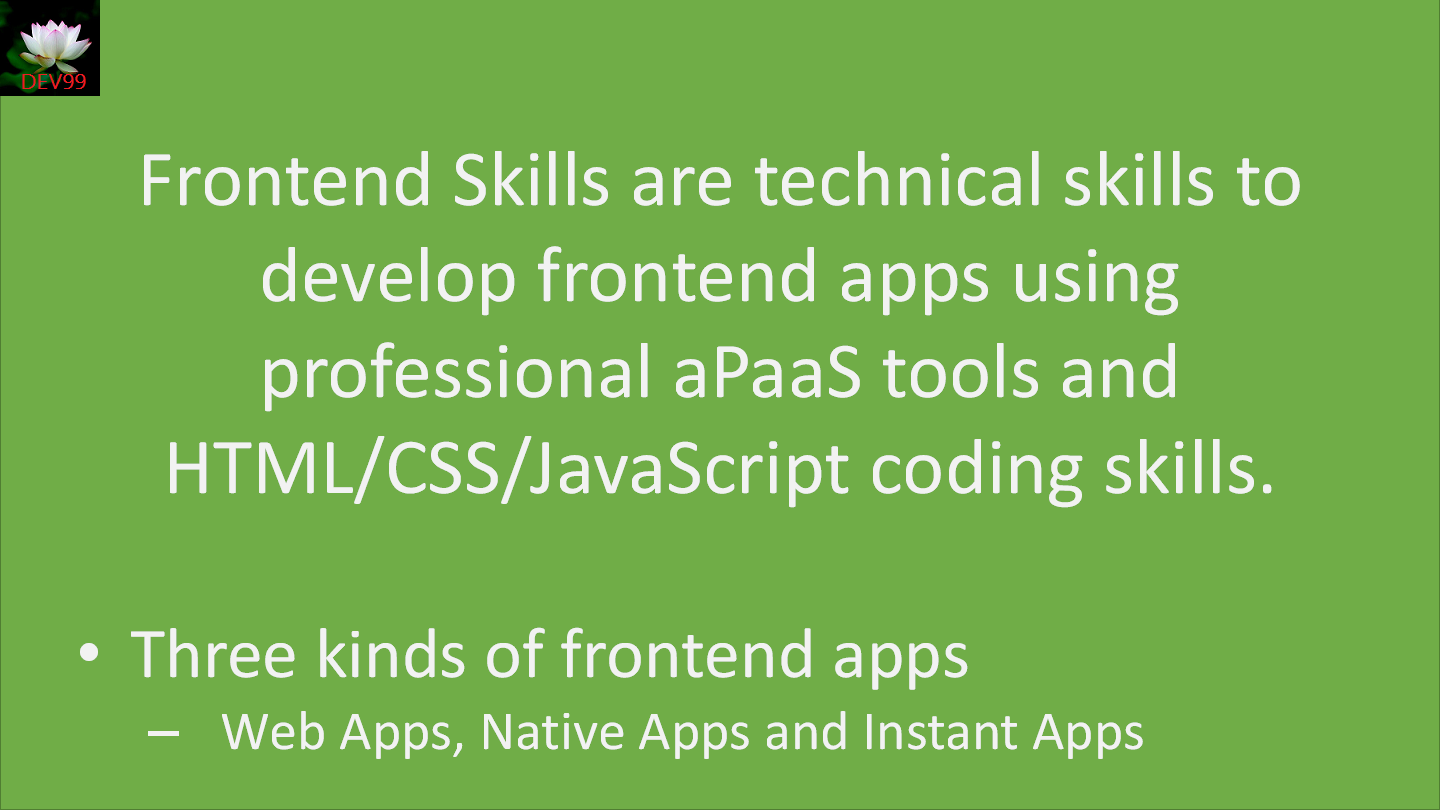 DEV99
Frontend Skills are technical skills to
develop frontend apps using
professional aPaaS tools and
HTML/CSS/JavaScript coding skills.
• Three kinds of frontend apps
– Web Apps, Native Apps and Instant Apps